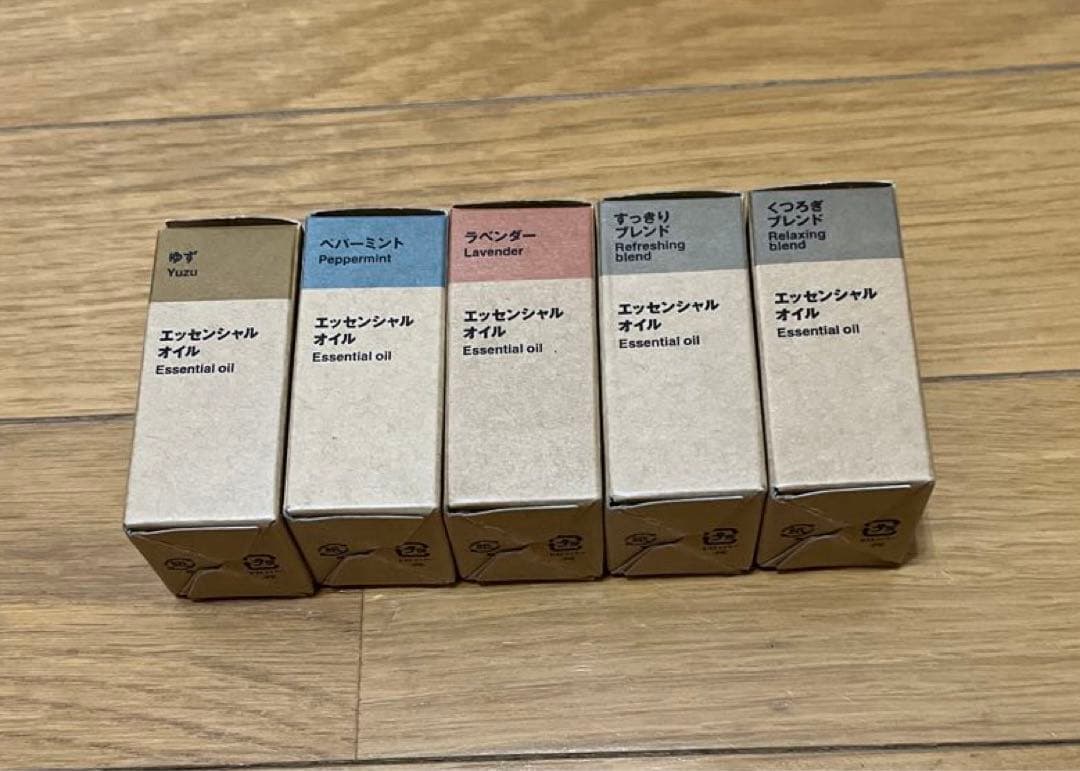 ゆず
Yuzu
エッセンシャル
オイル
Essential oil
ペパーミント
Peppermint
エッセンシャル
オイル
Essential oil
ラベンダー
Lavender
エッセンシャル
オイル
Essential oil
すっきり
ブレンド
Refreshing
blend
エッセンシャル
オイル
Essential oil
くつろぎ
ブレンド
Relaxing
blend
エッセンシャル
オイル
Essential oil